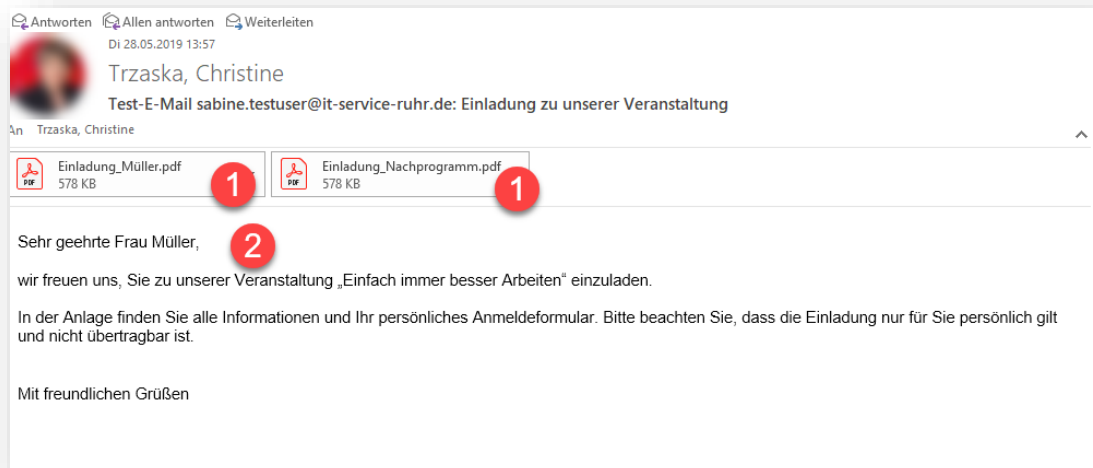 Antworten Allen antworten Weiterleiten
Di 28.05.2019 13:57
Trzaska, Christine
Test-E-Mail sabine.testuser@it-service-ruhr.de: Einladung zu unserer Veranstaltung
An Trzaska, Christine
PDF Einladung_Müller.pdf 1 PDF Einladung_Nachprogramm.pdf 1
578 KB 578 KB
Sehr geehrte Frau Müller, 2
wir freuen uns, Sie zu unserer Veranstaltung „Einfach immer besser Arbeiten“ einzuladen.
In der Anlage finden Sie alle Informationen und Ihr persönliches Anmeldeformular. Bitte beachten Sie, dass die Einladung nur für Sie persönlich gilt
und nicht übertragbar ist.
Mit freundlichen Grüßen